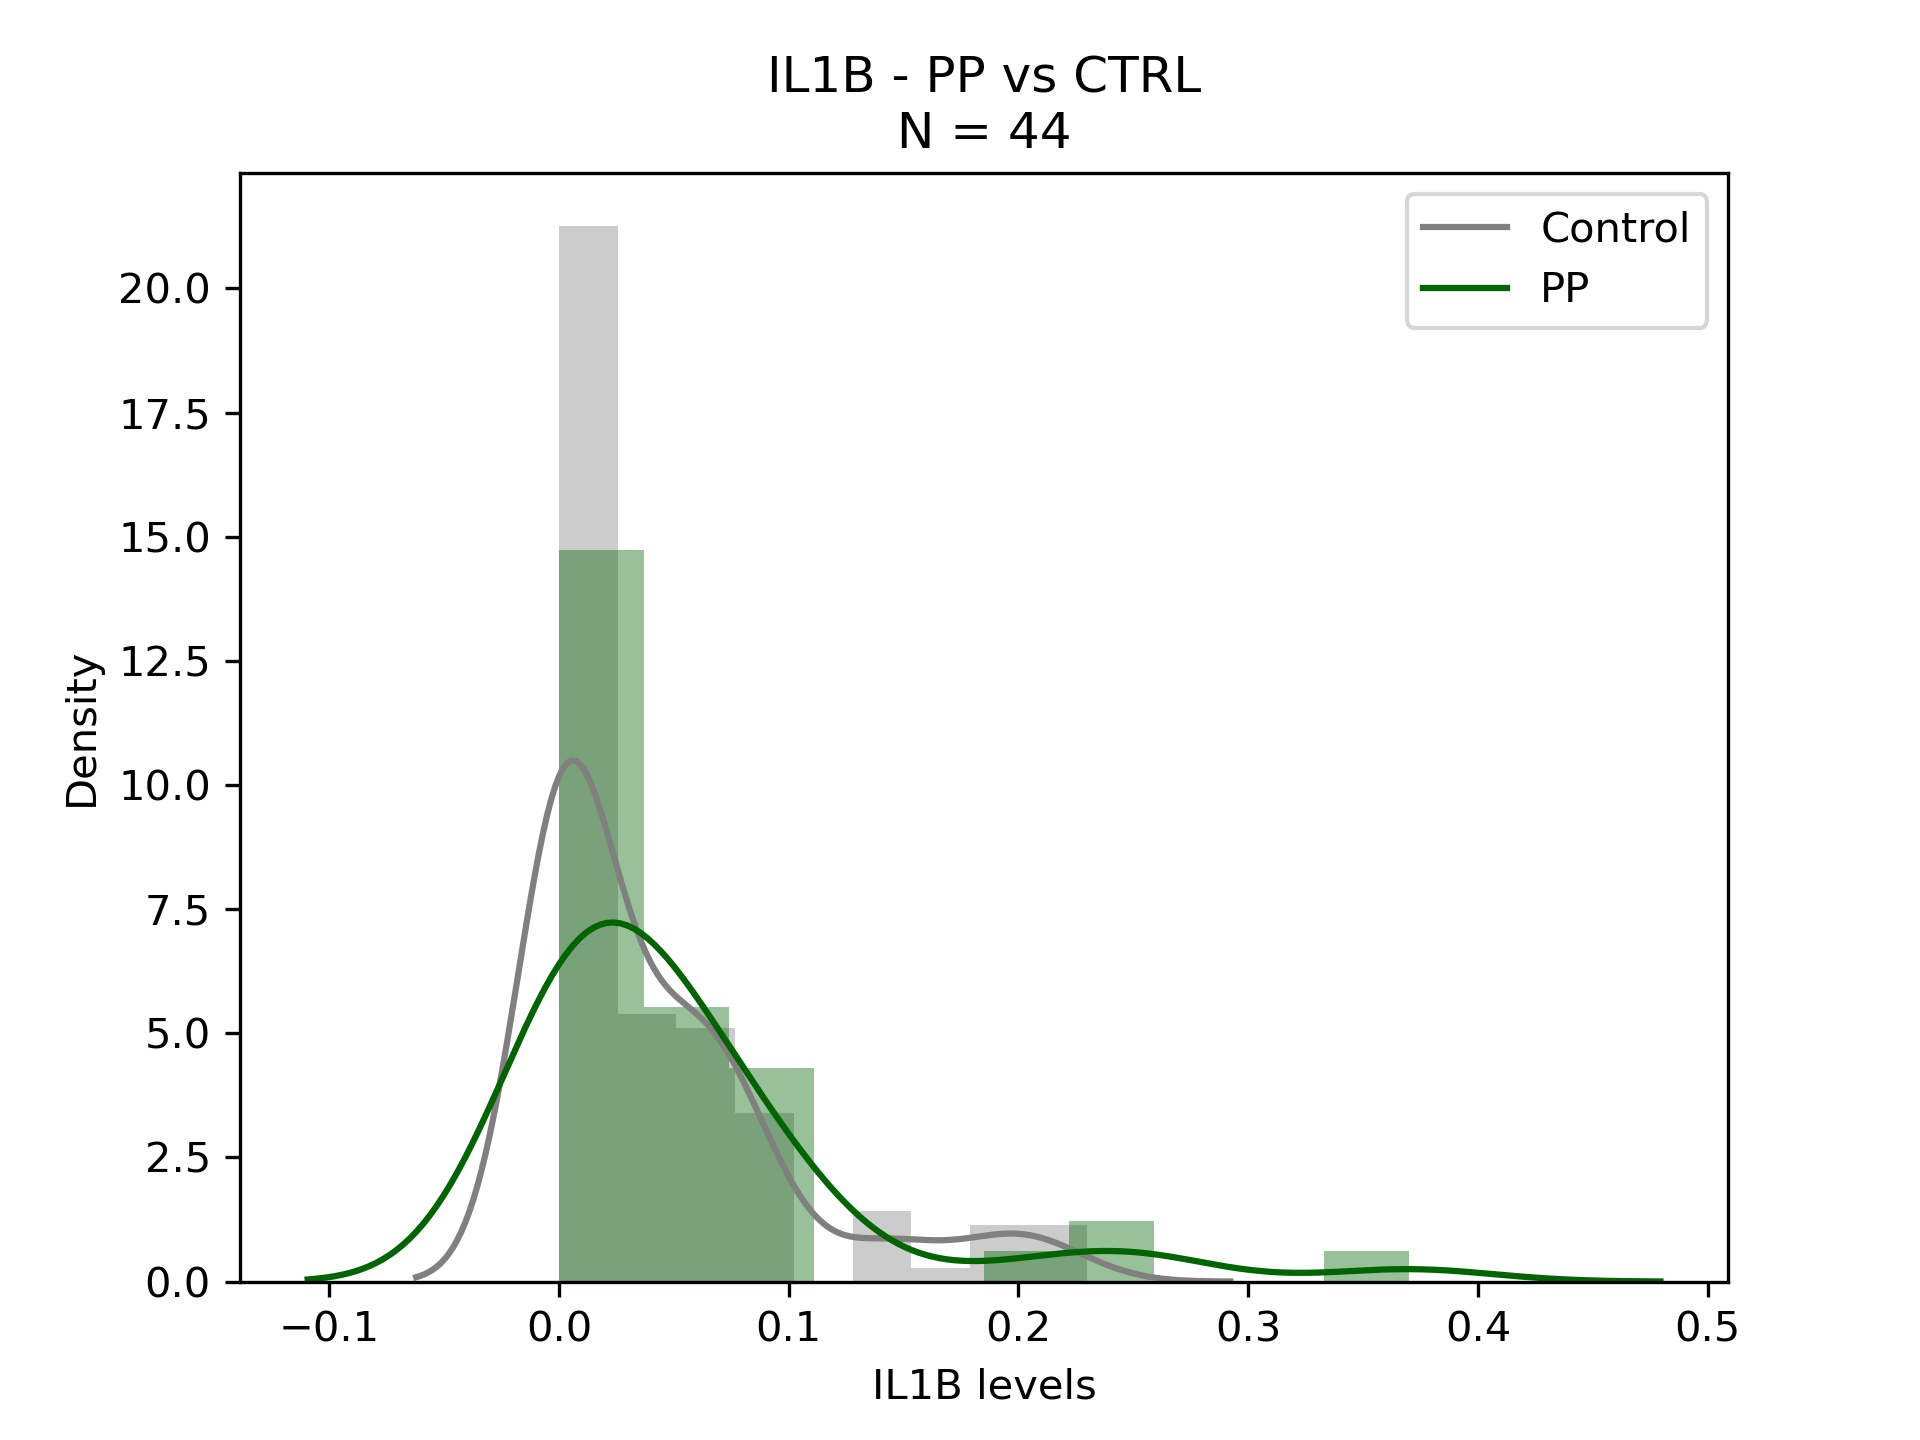 IL1B - PP vs CTRL
N = 44
Control
PP
Density
20.0
17.5
15.0
12.5
10.0
7.5
5.0
2.5
0.0
−0.1 0.0 0.1 0.2 0.3 0.4 0.5
IL1B levels